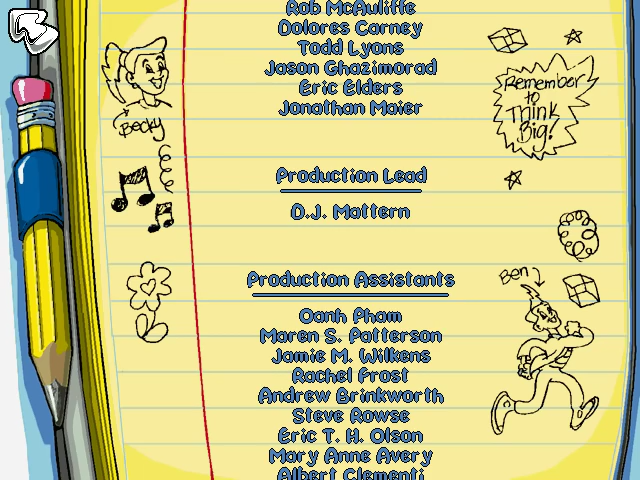 Rob McAuliffe
Dolores Carney
Todd Lyons
Jason Ghazimorad
Eric Elders
Jonathan Maier
Becky
Remember
to
Think
Big!
Production Lead
D.J. Mattern
Production Assistants
Ben
Oanh Pham
Maren S. Patterson
Jamie M. Wilkens
Rachel Frost
Andrew Brinkworth
Steve Rowse
Eric T. H. Olson
Mary Anne Avery
Albert Clementi